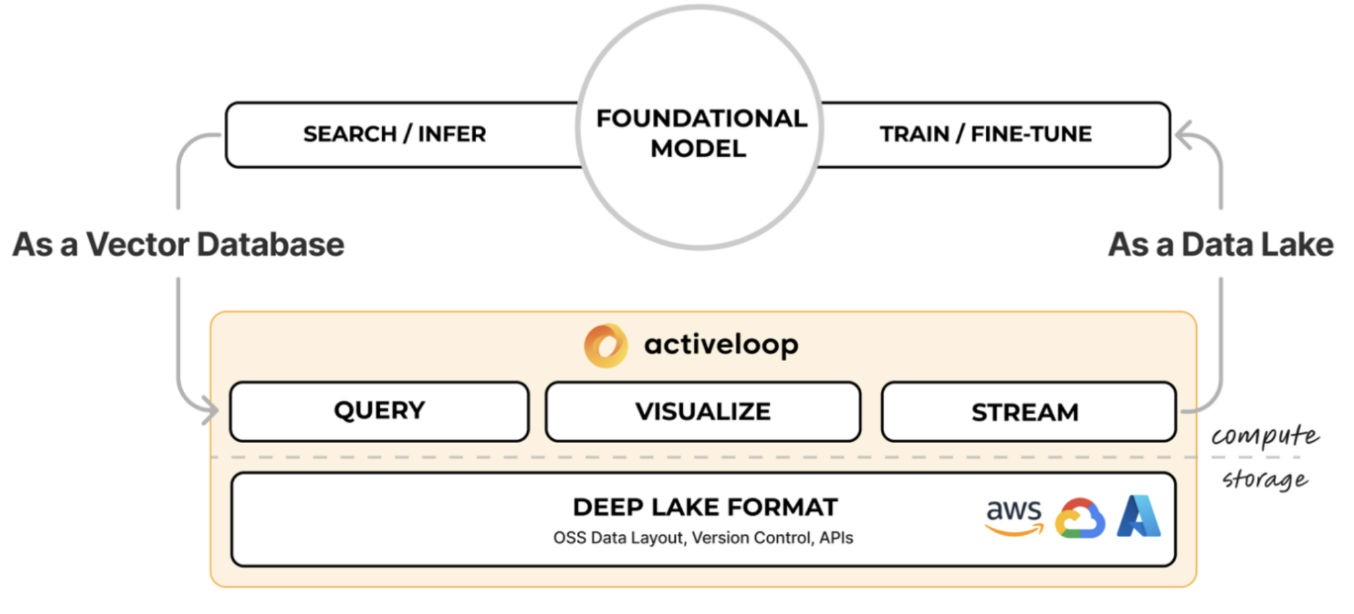 SEARCH / INFER
FOUNDATIONAL
MODEL
TRAIN / FINE-TUNE
As a Vector Database
As a Data Lake
activeloop
QUERY
VISUALIZE
STREAM
compute
storage
DEEP LAKE FORMAT
OSS Data Layout, Version Control, APIs
aws